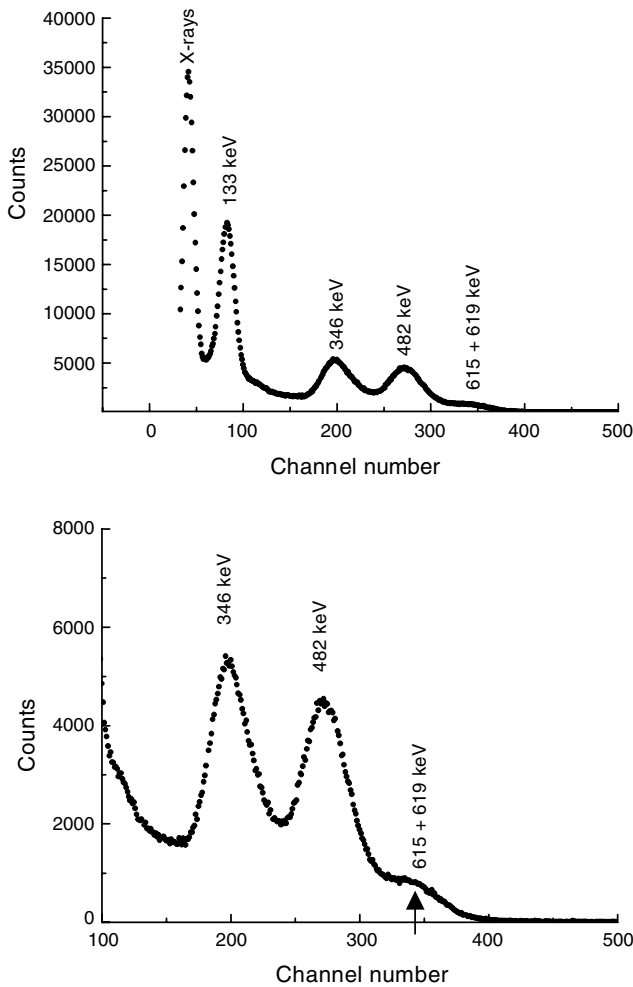 40000
35000
30000
25000
20000
15000
10000
5000
Counts
X-rays
133 keV
346 keV
482 keV
615 + 619 keV
0 100 200 300 400 500
Channel number
8000
6000
4000
2000
0
Counts
346 keV
482 keV
615 + 619 keV
100 200 300 400 500
Channel number